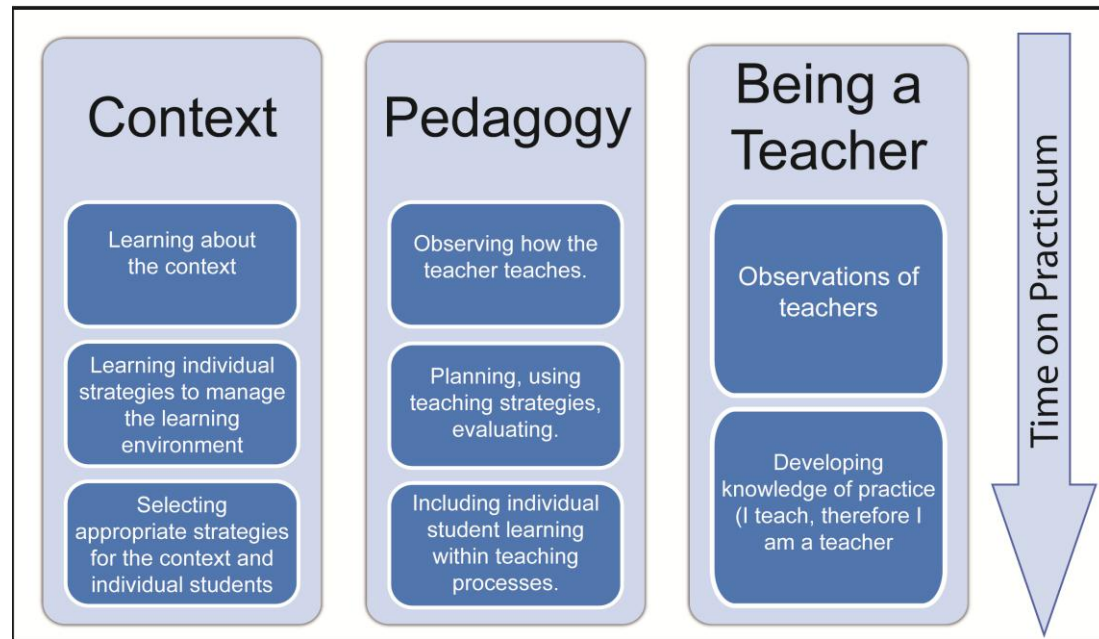 Context
Learning about
the context
Learning individual
strategies to manage
the learning
environment
Selecting
appropriate strategies
for the context and
individual students
Pedagogy
Observing how the
teacher teaches.
Planning, using
teaching strategies,
evaluating.
Including individual
student learning
within teaching
processes.
Being a
Teacher
Observations of
teachers
Developing
knowledge of practice
(I teach, therefore I
am a teacher
Time on Practicum